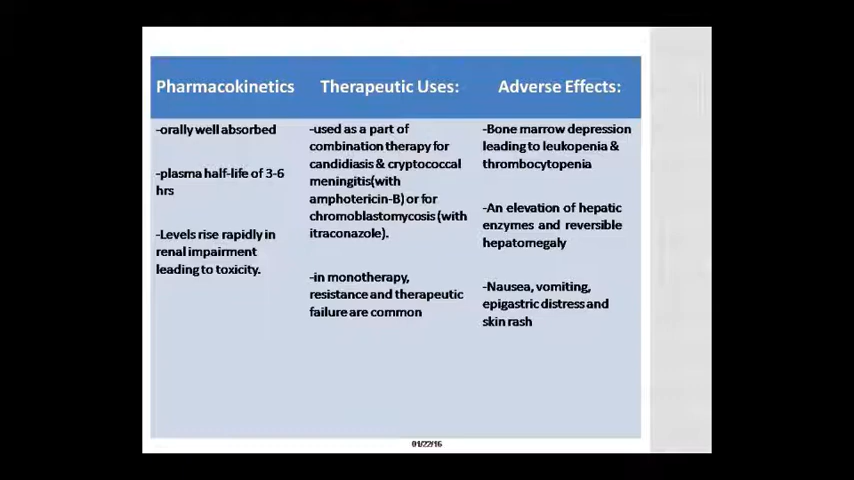 Pharmacokinetics
Therapeutic Uses:
Adverse Effects:
-orally well absorbed
-plasma half-life of 3-6
hrs
-Levels rise rapidly in
renal impairment
leading to toxicity.
-used as a part of
combination therapy for
candidiasis & cryptococcal
meningitis(with
amphotericin-B) or for
chromoblastomycosis (with
itraconazole).
-in monotherapy,
resistance and therapeutic
failure are common
-Bone marrow depression
leading to leukopenia &
thrombocytopenia
-An elevation of hepatic
enzymes and reversible
hepatomegaly
-Nausea, vomiting,
epigastric distress and
skin rash
01/22/16